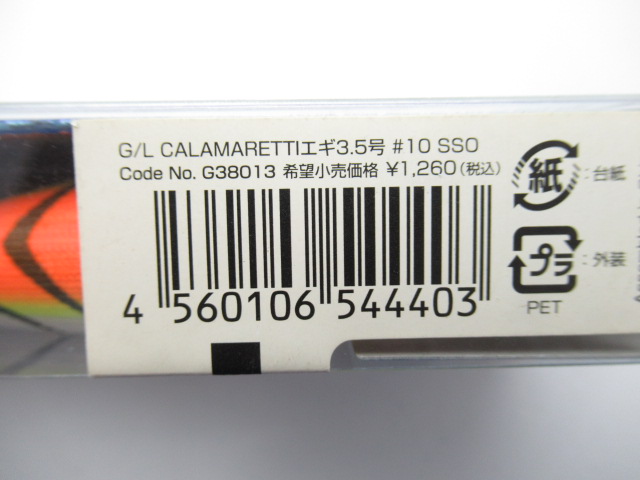 G/L CALAMARETTIエギ3.5号 #10 SSO
Code No. G38013 希望小売価格 ¥1,260(税込)
紙 :台紙
プラ :外装
PET
4 560106 544403